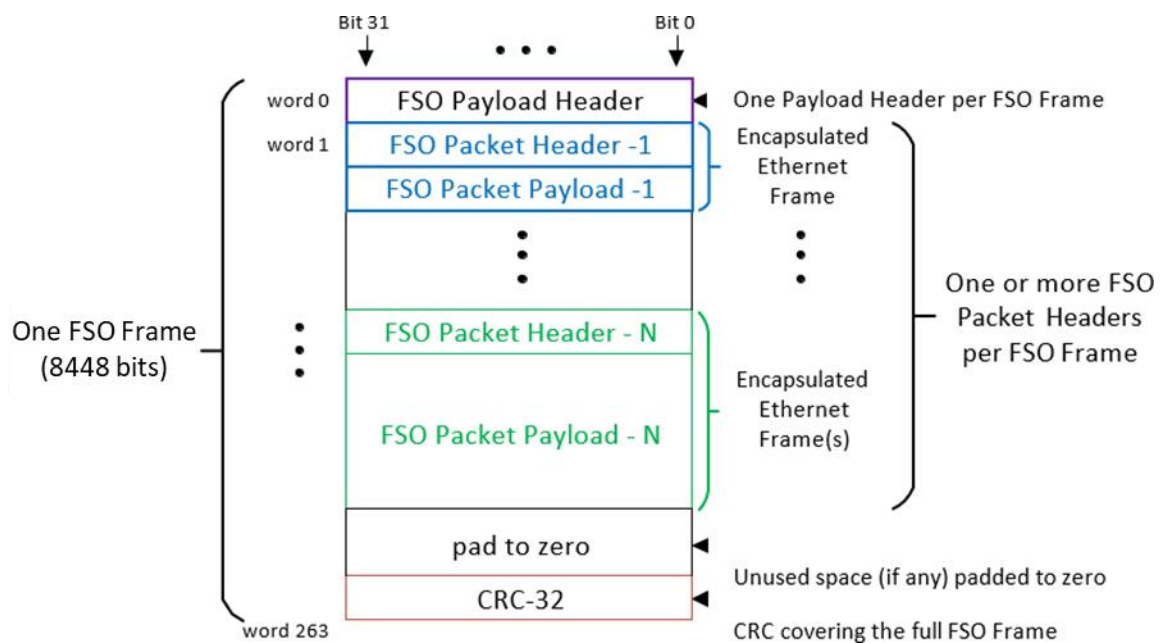 Bit 31
Bit 0
• • •
word 0
FSO Payload Header
One Payload Header per FSO Frame
word 1
FSO Packet Header -1
FSO Packet Payload -1
Encapsulated
Ethernet
Frame
One FSO Frame
(8448 bits)
FSO Packet Header - N
FSO Packet Payload - N
Encapsulated
Ethernet
Frame(s)
One or more FSO
Packet Headers
per FSO Frame
pad to zero
Unused space (if any) padded to zero
CRC-32
word 263
CRC covering the full FSO Frame